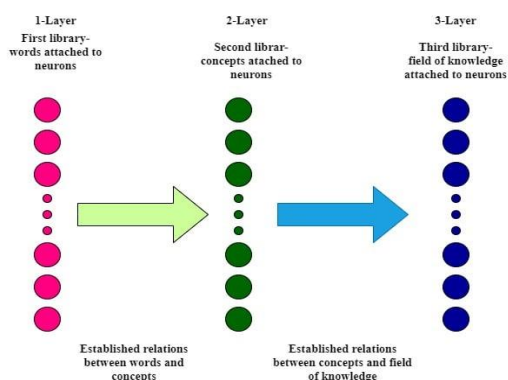 1-Layer
First library-
words attached to
neurons
2-Layer
Second librar-
concepts atached to
neurons
3-Layer
Third library-
field of knowledge
attached to neurons
Established relations
between words and
concepts
Established relations
between concepts and field
of knowledge